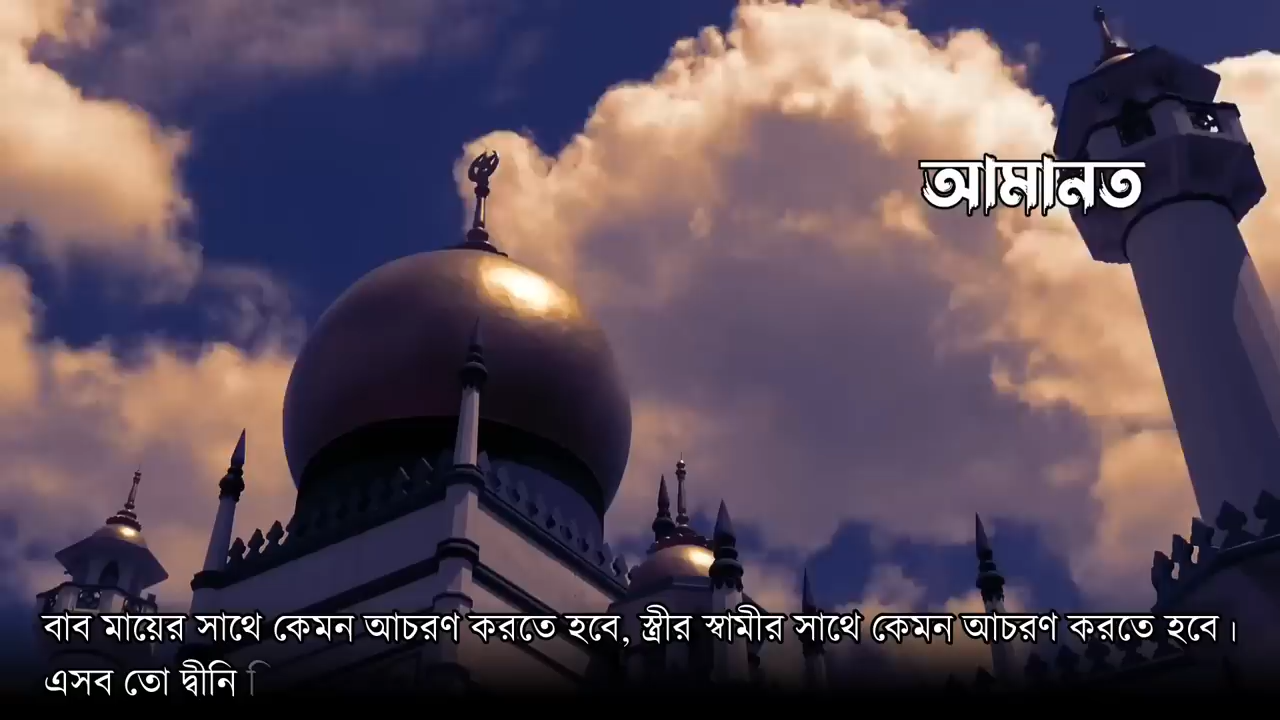 আমানত
বাব মায়ের সাথে কেমন আচরণ করতে হবে, স্ত্রীর স্বামীর সাথে কেমন আচরণ করতে হবে।
এসব তো দ্বীনি